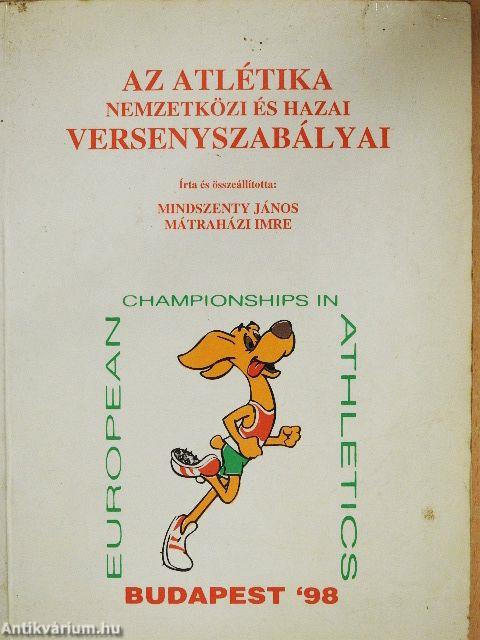 AZ ATLÉTIKA
NEMZETKÖZI ÉS HAZAI
VERSENYSZABÁLYAI
Írta és összeállította:
MINDSZENTY JÁNOS
MÁTRAHÁZI IMRE
EUROPEAN
CHAMPIONSHIPS IN
ATHLETICS
BUDAPEST '98
Antikvárium.hu